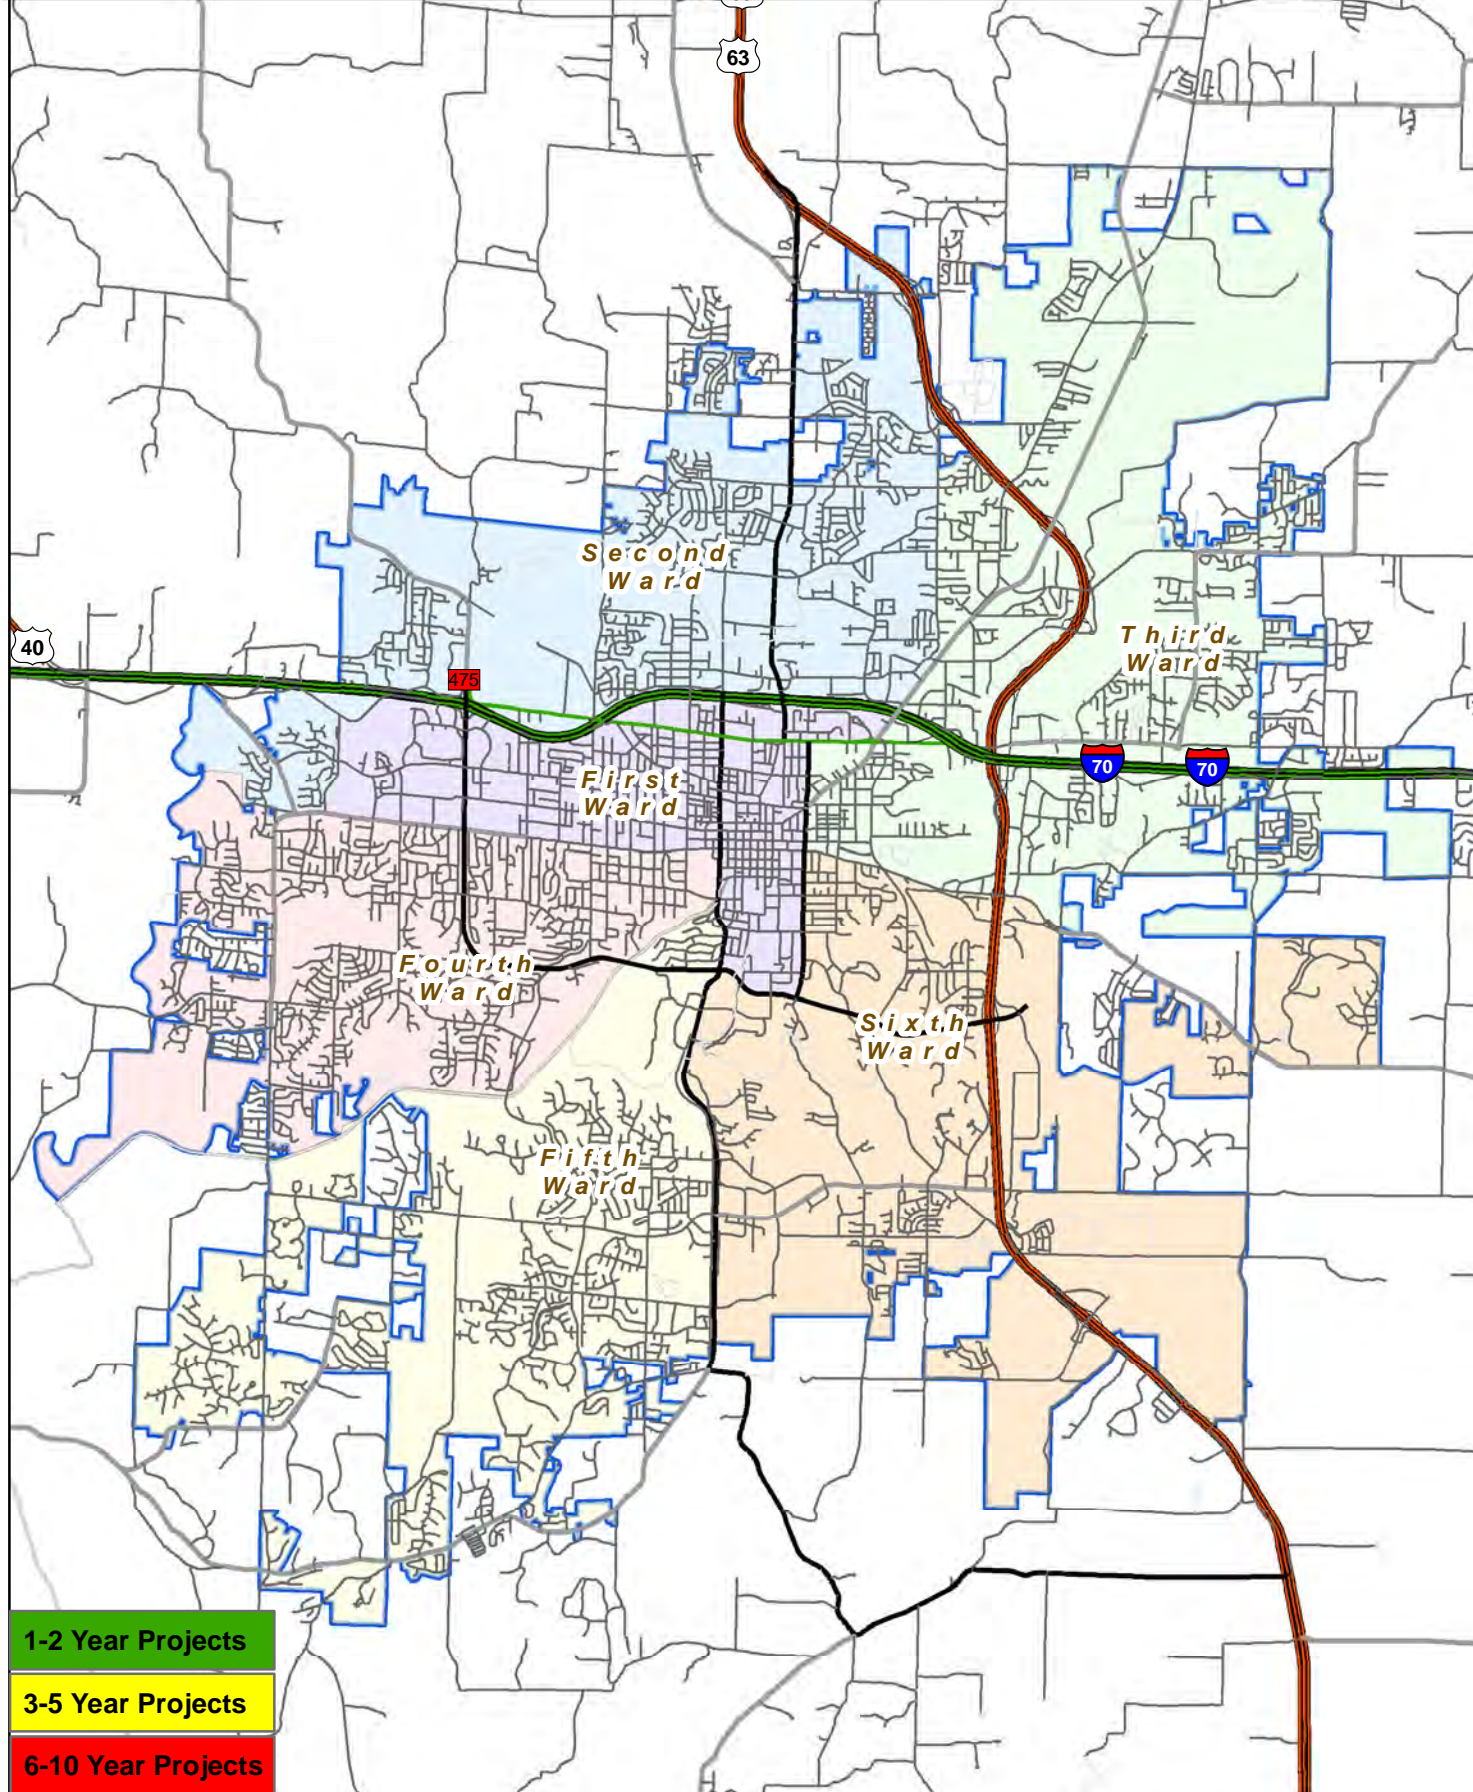 63
Second
Ward
Third
Ward
40
475
70
70
First
Ward
Fourth
Ward
Sixth
Ward
Fifth
Ward
1-2 Year Projects
3-5 Year Projects
6-10 Year Projects